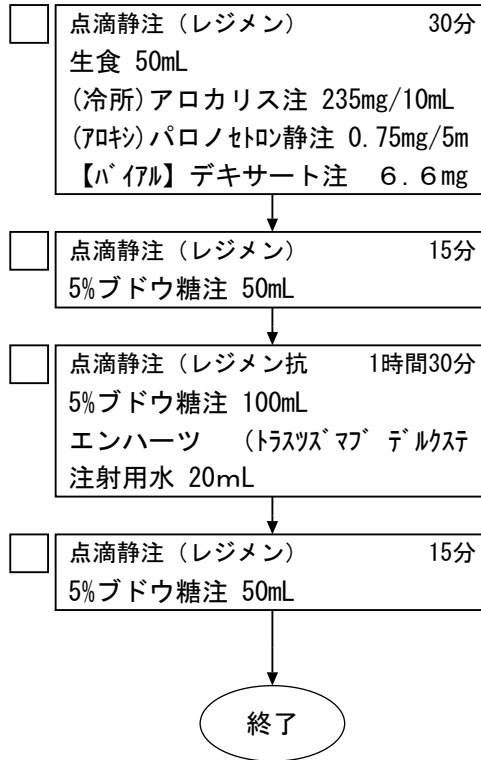 点滴静注（レジメン） 30分
生食 50mL
(冷所)アロカリス注 235mg/10mL
(ｱﾛｷｼ)パロノセトロン静注 0.75mg/5m
【ﾊﾞｲｱﾙ】デキサート注 ６.６mg
点滴静注（レジメン） 15分
5%ブドウ糖注 50mL
点滴静注（レジメン抗 1時間30分
5%ブドウ糖注 100mL
エンハーツ （ﾄﾗｽﾂｽﾞﾏﾌﾞ ﾃﾞﾙｸｽﾃ
注射用水 20mL
点滴静注（レジメン） 15分
5%ブドウ糖注 50mL
終了